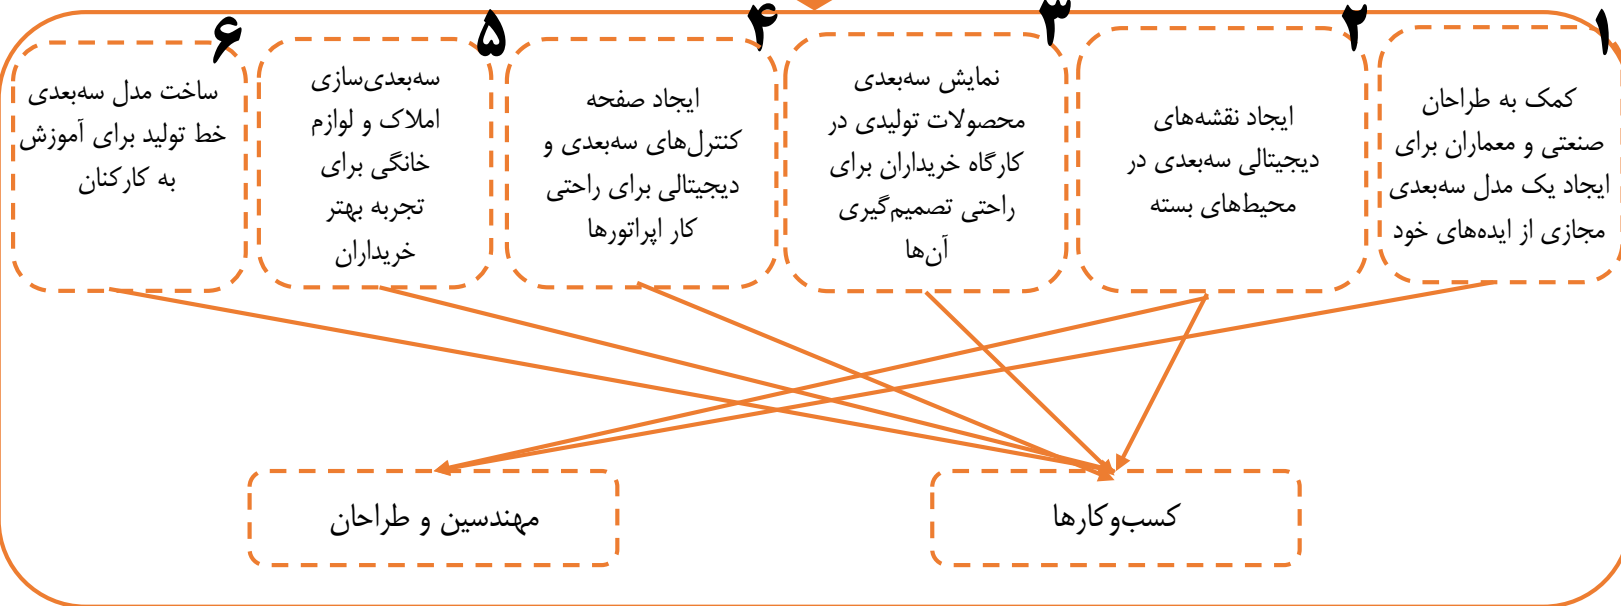 ۱
کمک به طراحان
صنعتی و معماران برای
ایجاد یک مدل سه‌بعدی
مجازی از ایده‌های خود
۲
ایجاد نقشه‌های
دیجیتالی سه‌بعدی در
محیط‌های بسته
۳
نمایش سه‌بعدی
محصولات تولیدی در
کارگاه خریداران برای
راحتی تصمیم‌گیری
آن‌ها
۴
ایجاد صفحه
کنترل‌های سه‌بعدی و
دیجیتالی برای راحتی
کار اپراتورها
۵
سه‌بعدی‌سازی
املاک و لوازم
خانگی برای
تجربه بهتر
خریداران
۶
ساخت مدل سه‌بعدی
خط تولید برای آموزش
به کارکنان
کسب‌وکارها
مهندسین و طراحان